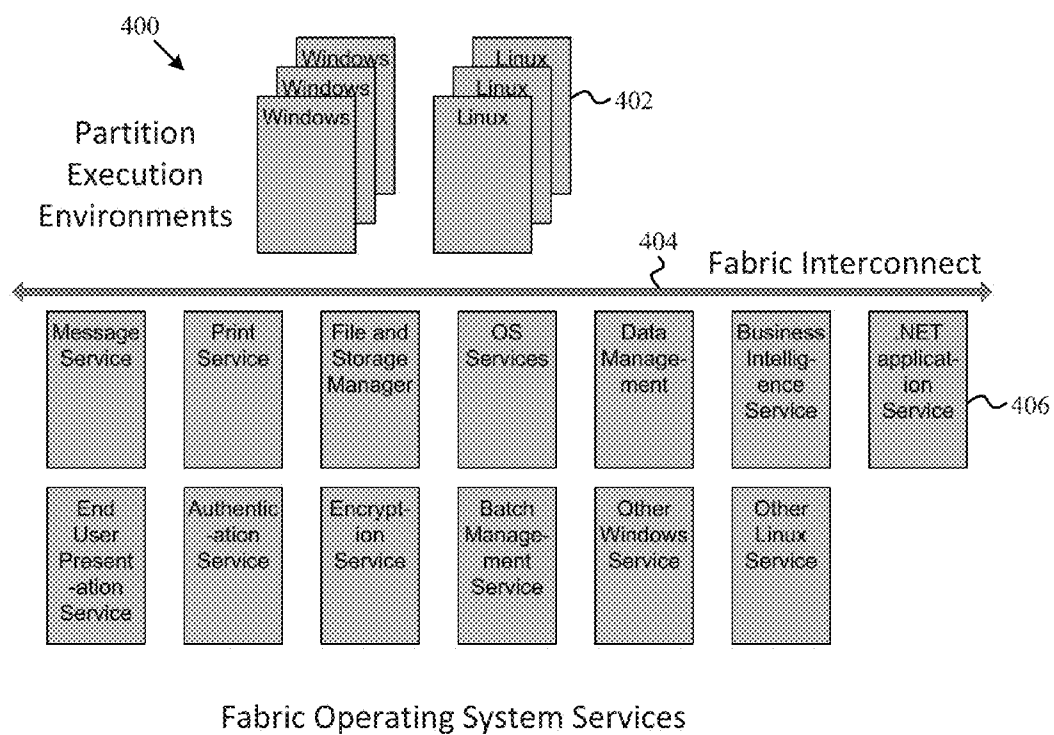 400
Partition
Execution
Environments
Windows
Windows
Windows
Linux
Linux
Linux
402
404
Fabric Interconnect
Message
Service
Print
Service
File and
Storage
Manager
OS
Services
Data
Manage-
ment
Business
Intellig-
ence
Service
.NET
applicat-
ion
Service
406
End
User
Present
-ation
Service
Authentic
-ation
Service
Encrypt-
ion
Service
Batch
Manage-
ment
Service
Other
Windows
Service
Other
Linux
Service
Fabric Operating System Services